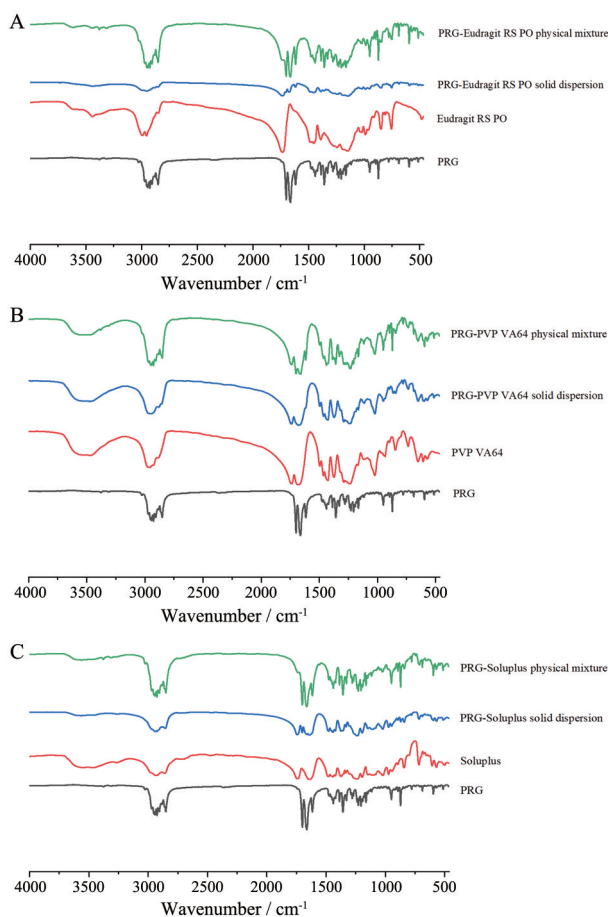 A
PRG-Eudragit RS PO physical mixture
PRG-Eudragit RS PO solid dispersion
Eudragit RS PO
PRG
4000 3500 3000 2500 2000 1500 1000 500
Wavenumber / cm⁻¹
B
PRG-PVP VA64 physical mixture
PRG-PVP VA64 solid dispersion
PVP VA64
PRG
4000 3500 3000 2500 2000 1500 1000 500
Wavenumber / cm⁻¹
C
PRG-Soluplus physical mixture
PRG-Soluplus solid dispersion
Soluplus
PRG
4000 3500 3000 2500 2000 1500 1000 500
Wavenumber / cm⁻¹